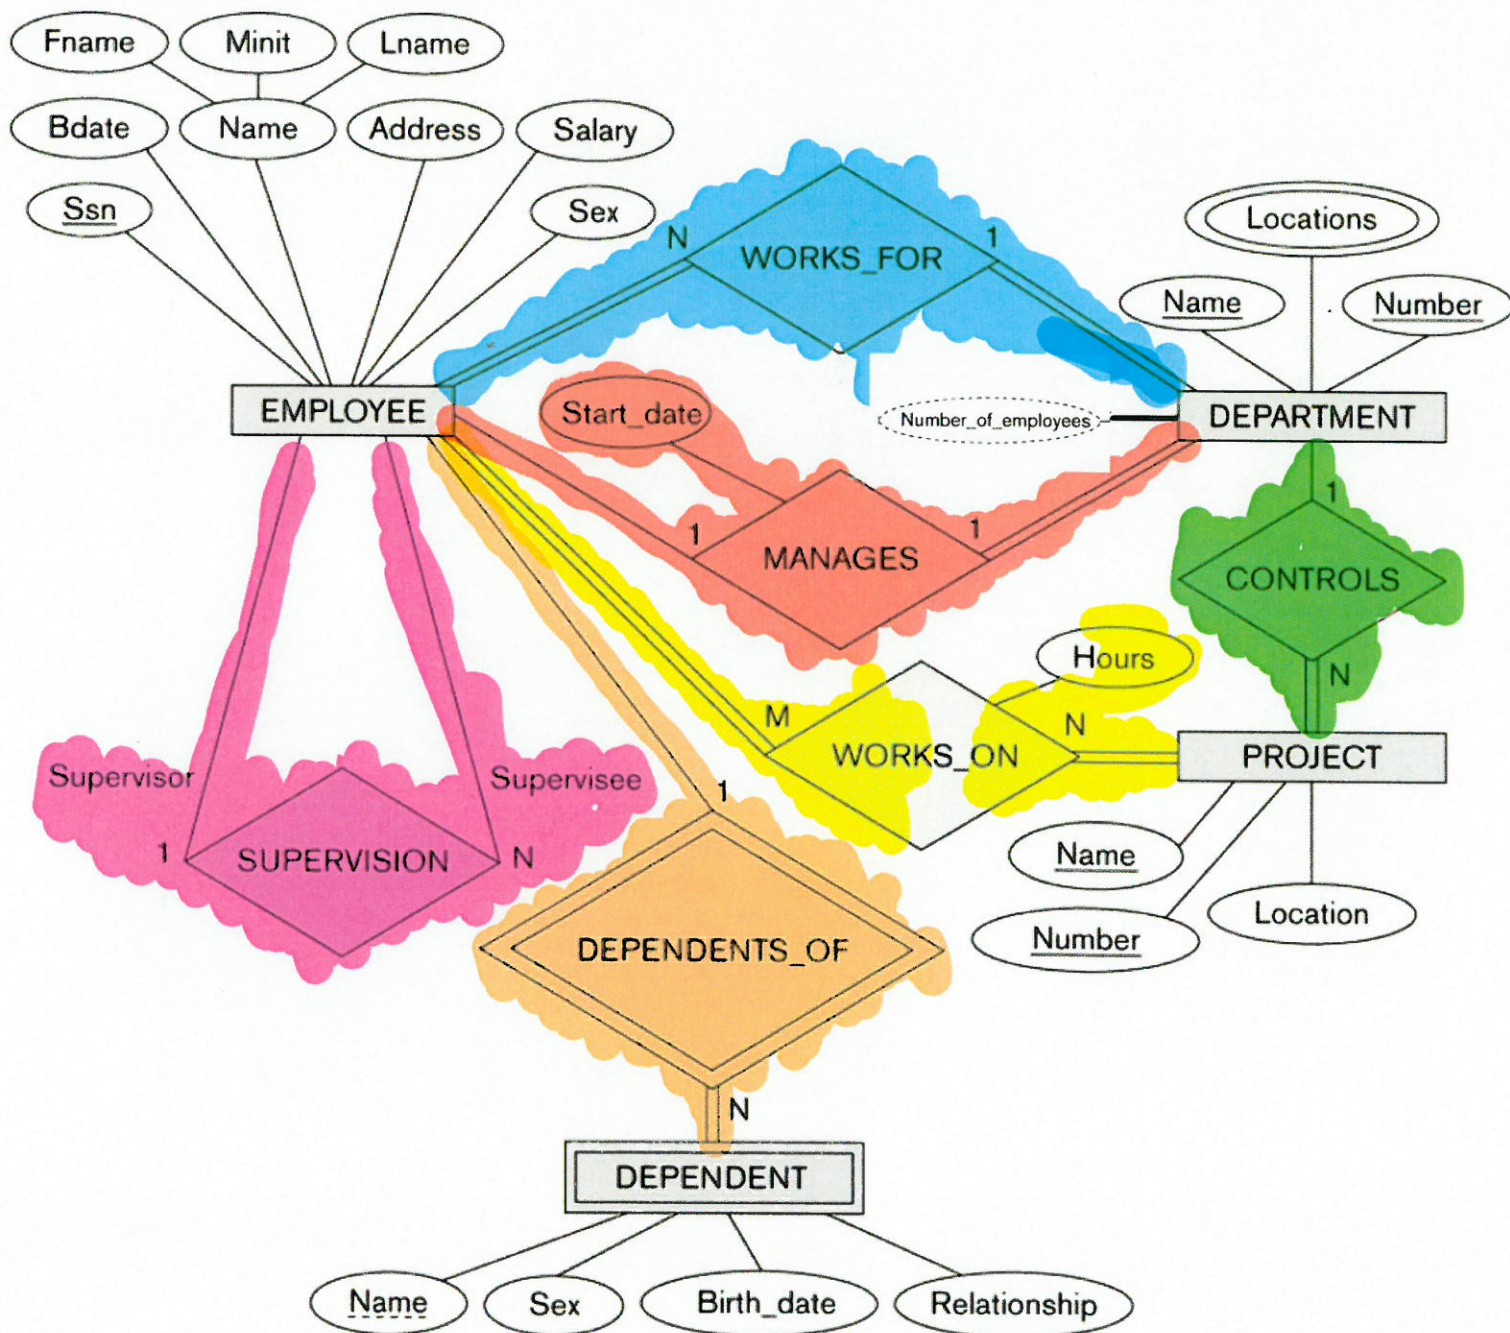 Fname Minit Lname
Bdate Name Address Salary
Ssn Sex
N WORKS_FOR 1
Locations
Name Number
EMPLOYEE Start_date Number_of_employees DEPARTMENT
1 MANAGES 1
1
CONTROLS
N
Hours
M WORKS_ON N
PROJECT
Supervisor Supervisee
1 SUPERVISION N
1
Name
Number Location
DEPENDENTS_OF
N
DEPENDENT
Name Sex Birth_date Relationship